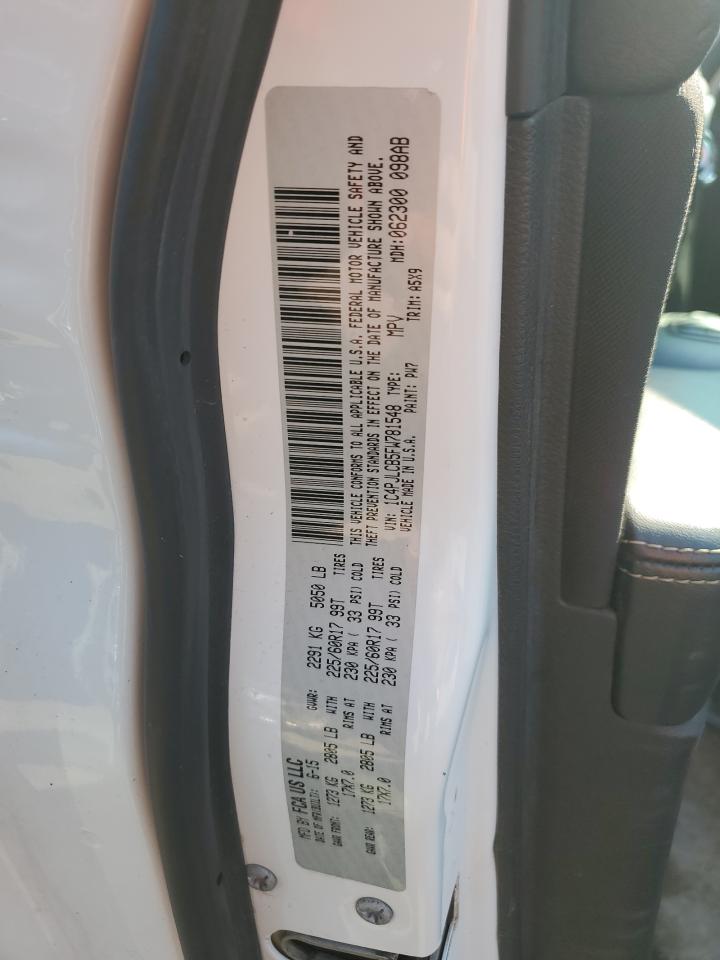 MFD BY FCA US LLC
DATE OF MFR(BUILT): 6-15 GVWR: 2291 KG 5050 LB
GAWR FRONT: 1273 KG 2805 LB WITH 225/60R17 99T TIRES
17X7.0 RIMS AT 230 KPA ( 33 PSI) COLD
GAWR REAR: 1273 KG 2805 LB WITH 225/60R17 99T TIRES
17X7.0 RIMS AT 230 KPA ( 33 PSI) COLD
THIS VEHICLE CONFORMS TO ALL APPLICABLE U.S.A. FEDERAL MOTOR VEHICLE SAFETY AND
THEFT PREVENTION STANDARDS IN EFFECT ON THE DATE OF MANUFACTURE SHOWN ABOVE.
VIN: 1C4PJLCB5FW781548 TYPE: MPV MDH:062300 098AB
VEHICLE MADE IN U.S.A. PAINT: PW7 TRIM: A5X9